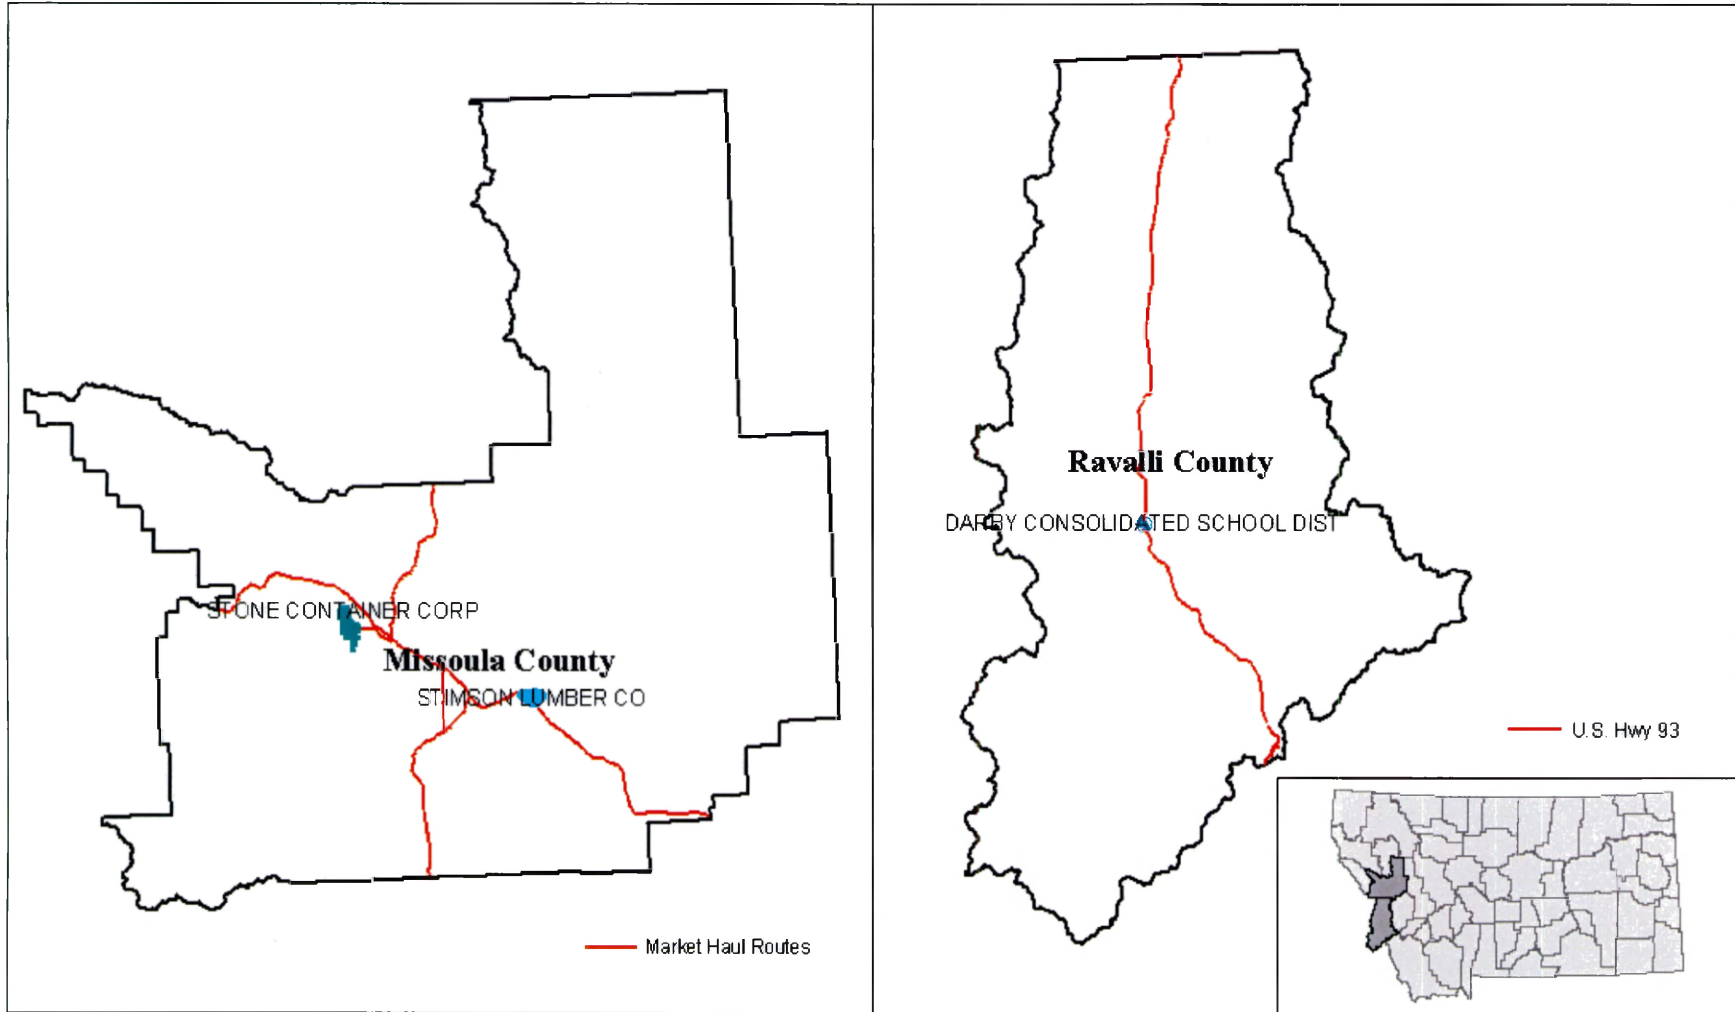 STONE CONTAINER CORP
Missoula County
STIMSON LUMBER CO
Market Haul Routes
Ravalli County
DARBY CONSOLIDATED SCHOOL DIST
U.S. Hwy 93